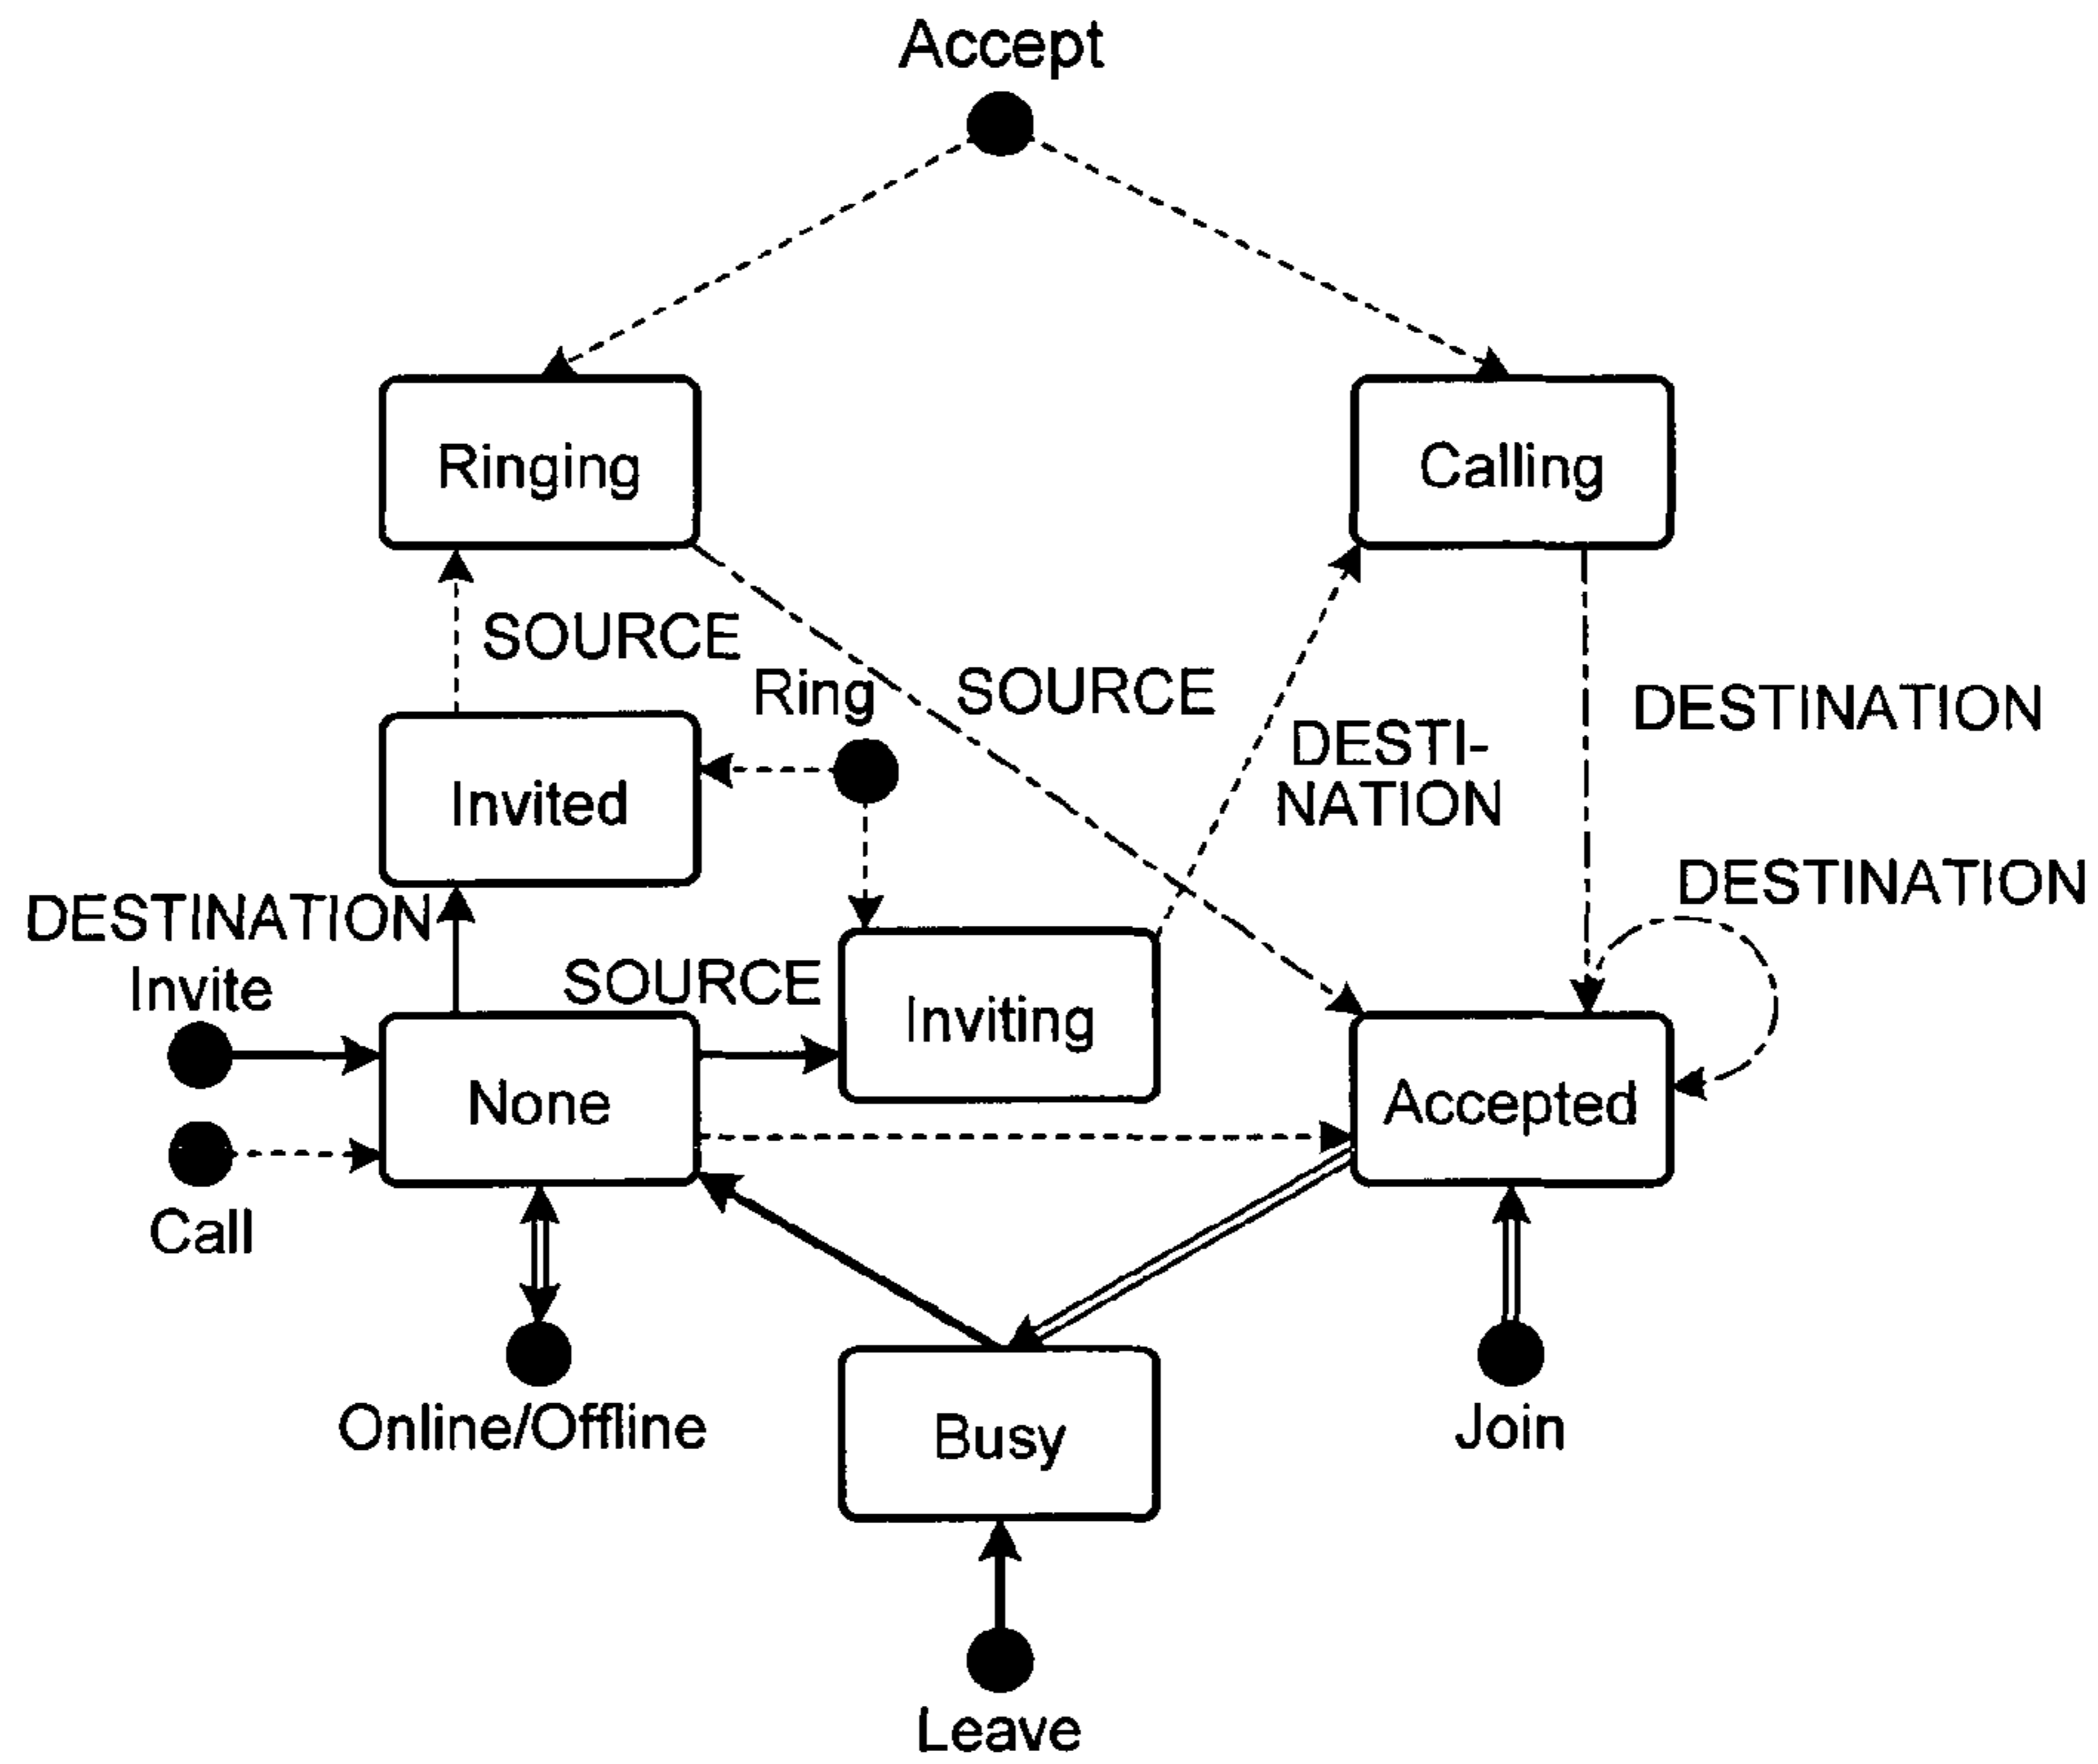 Accept
Ringing
Calling
SOURCE
Ring
SOURCE
DESTINATION
DESTI-
NATION
Invited
DESTINATION
DESTINATION
Invite
SOURCE
Inviting
None
Accepted
Call
Online/Offline
Busy
Join
Leave